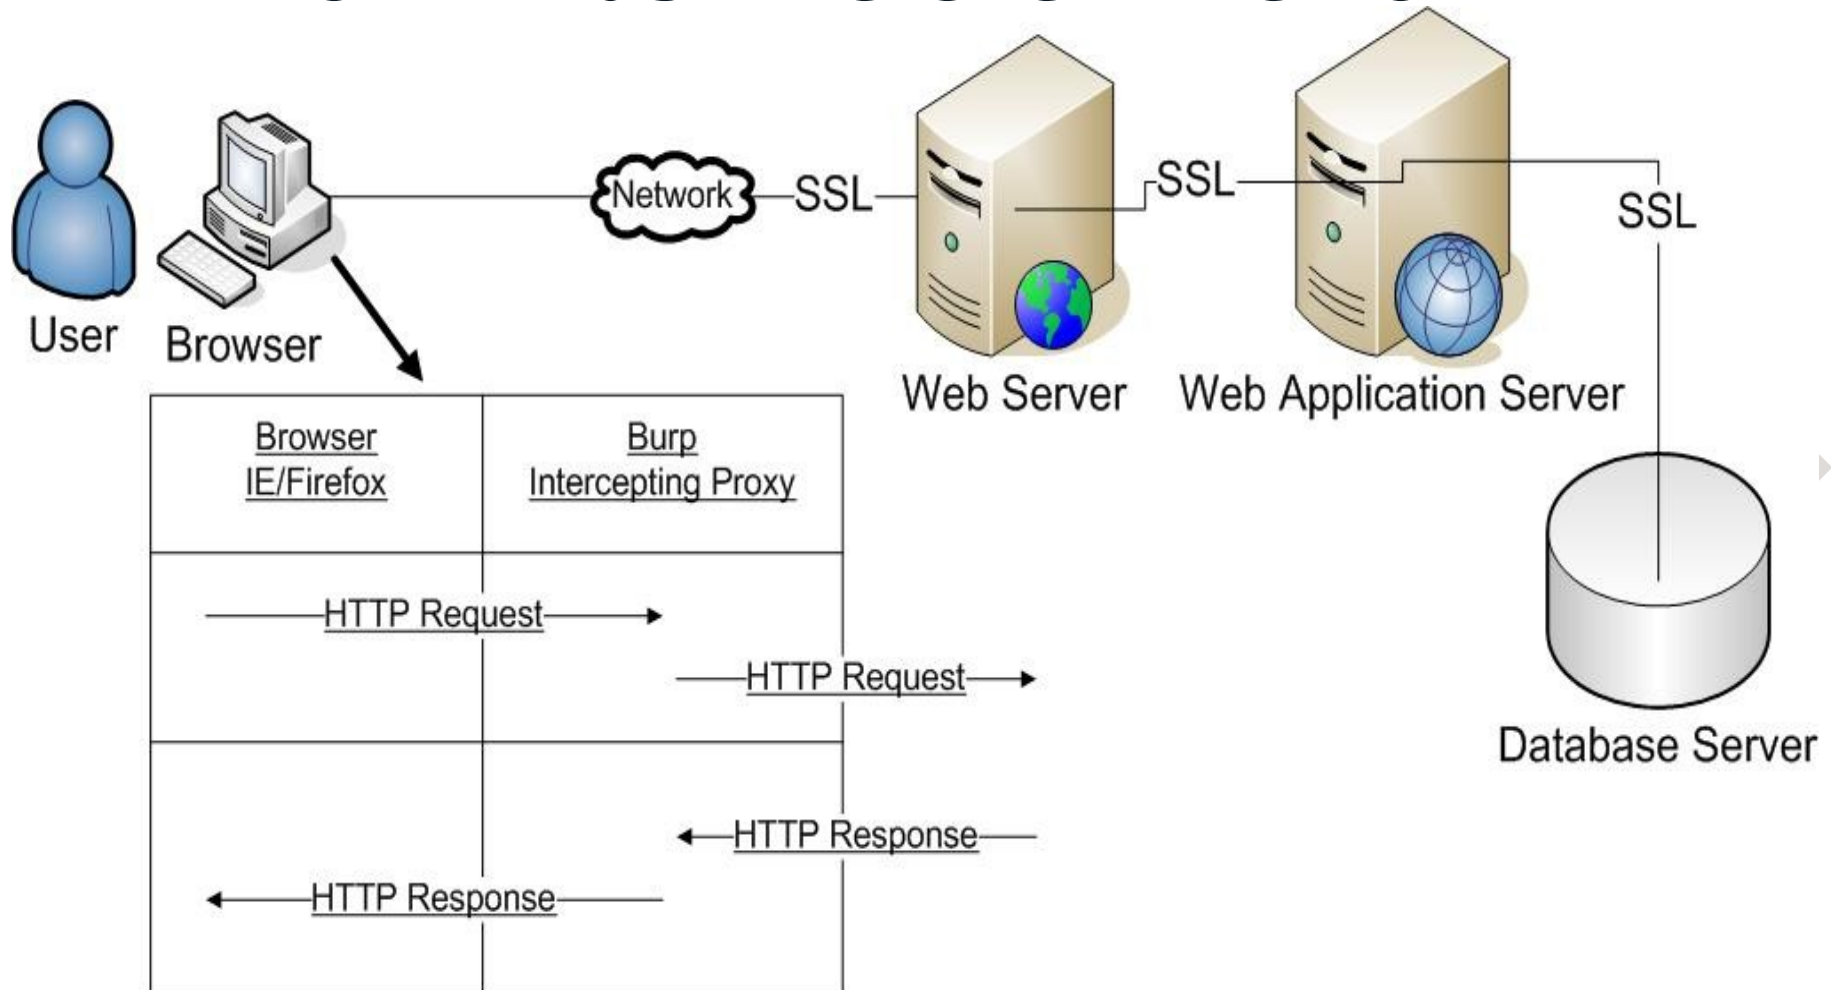 Network
SSL
SSL
SSL
User
Browser
Web Server
Web Application Server
Browser
IE/Firefox
Burp
Intercepting Proxy
HTTP Request
HTTP Request
Database Server
HTTP Response
HTTP Response